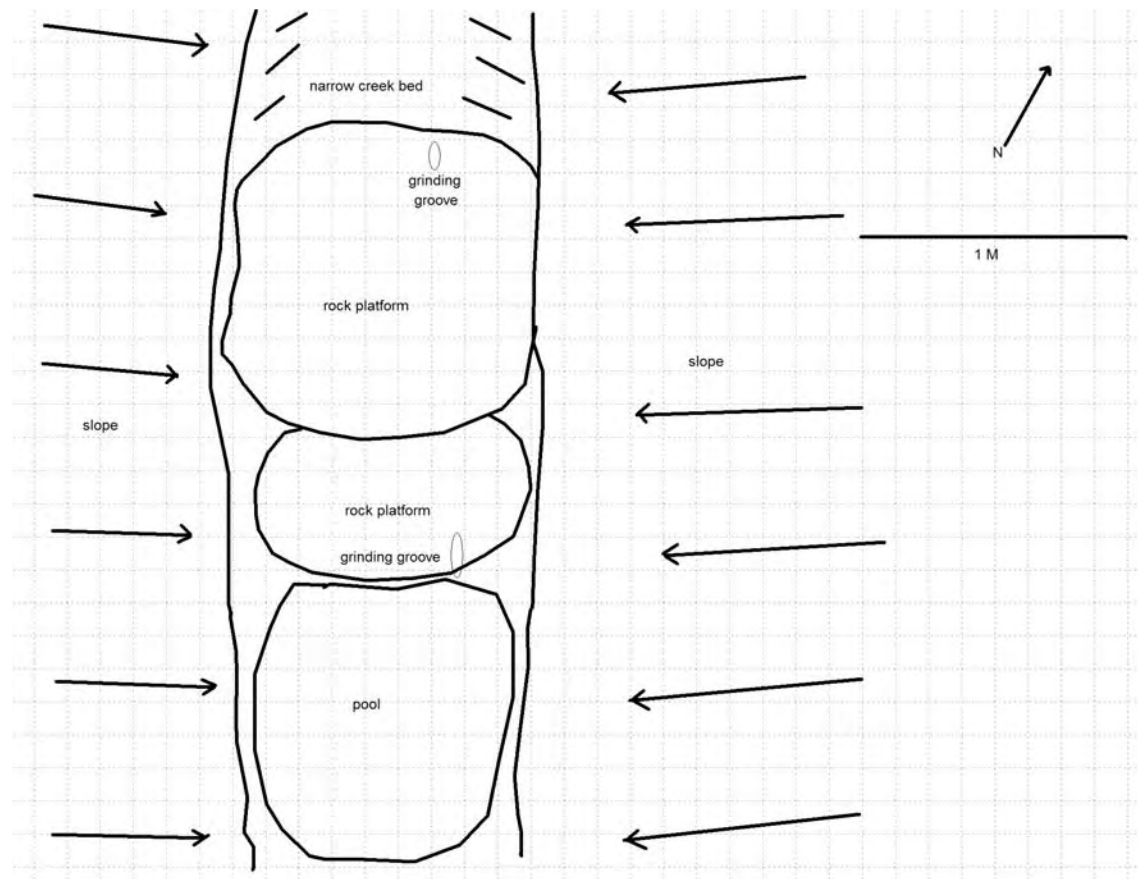 narrow creek bed
N
grinding
groove
1 M
rock platform
slope
slope
rock platform
grinding groove
pool